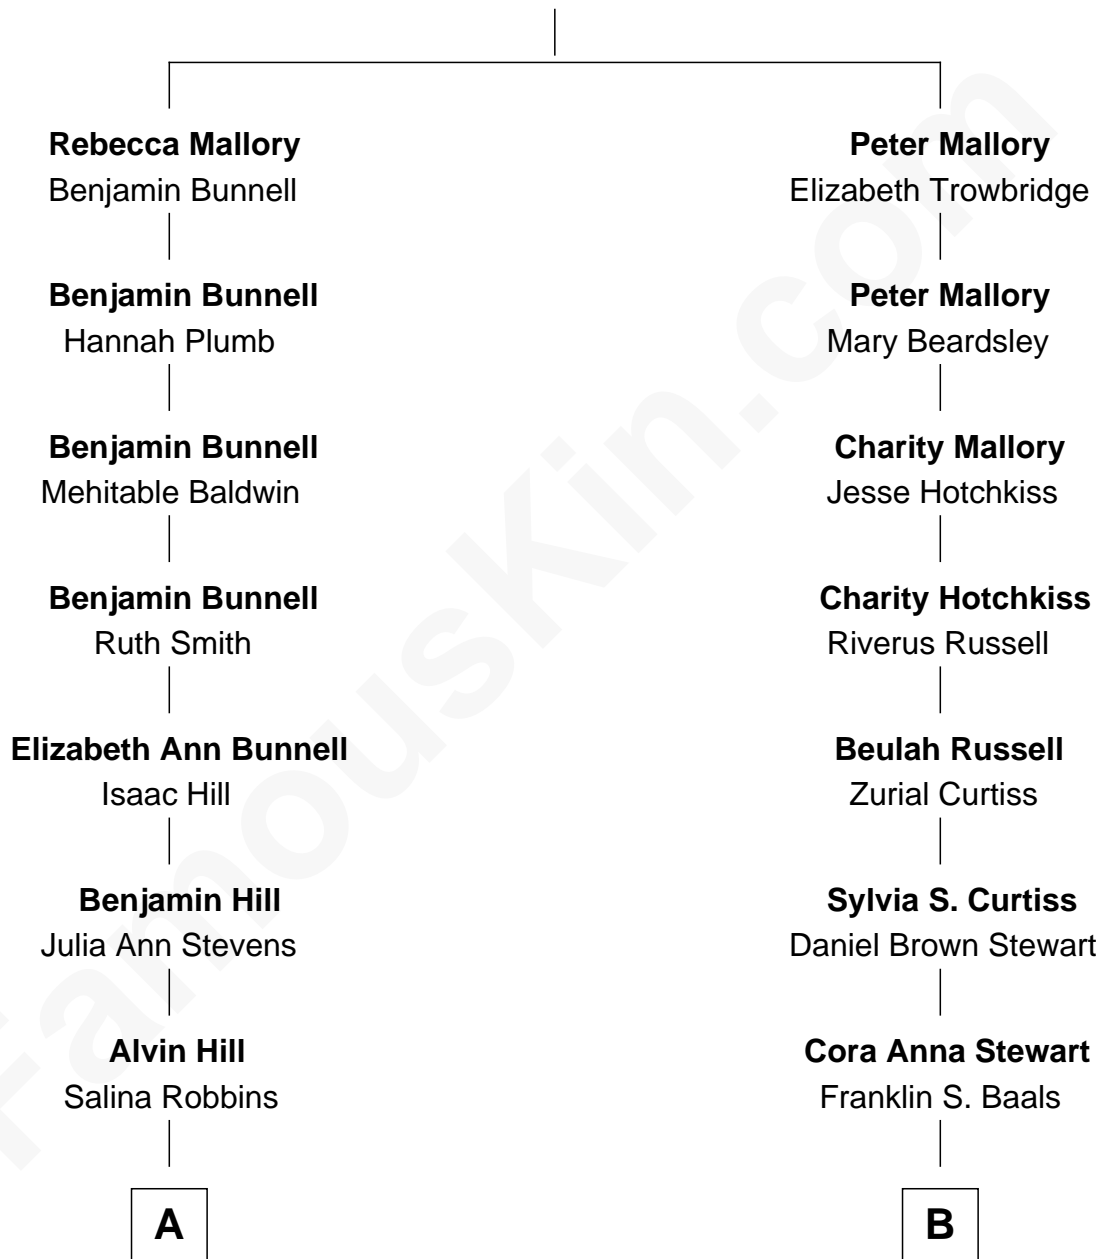 Rebecca Mallory
Benjamin Bunnell
Benjamin Bunnell
Hannah Plumb
Benjamin Bunnell
Mehitable Baldwin
Benjamin Bunnell
Ruth Smith
Elizabeth Ann Bunnell
Isaac Hill
Benjamin Hill
Julia Ann Stevens
Alvin Hill
Salina Robbins
A
Peter Mallory
Elizabeth Trowbridge
Peter Mallory
Mary Beardsley
Charity Mallory
Jesse Hotchkiss
Charity Hotchkiss
Riverus Russell
Beulah Russell
Zurial Curtiss
Sylvia S. Curtiss
Daniel Brown Stewart
Cora Anna Stewart
Franklin S. Baals
B
FamousKin.com